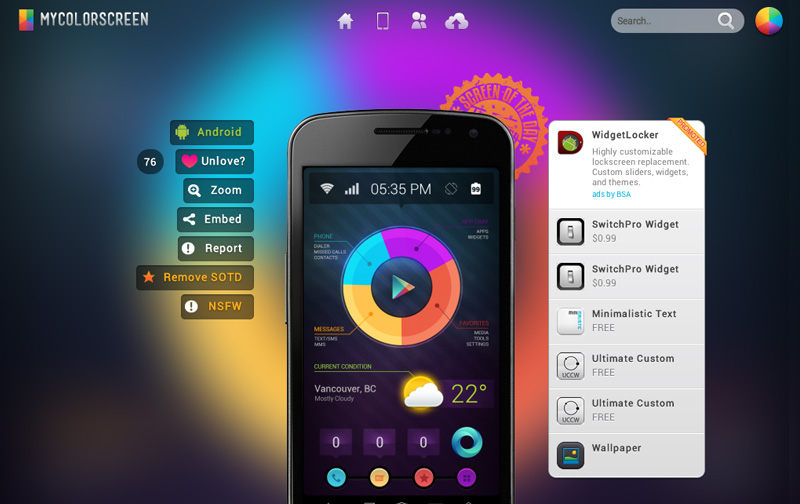 MYCOLORSCREEN
Search..
SCREEN OF THE DAY
Android
76
Unlove?
Zoom
Embed
Report
Remove SOTD
NSFW
05:35 PM
99
PHONE
DIALER
MISSED CALLS
CONTACTS
APPS
WIDGETS
MESSAGES
TEXT/SMS
MMS
FAVORITES
MEDIA
TOOLS
SETTINGS
CURRENT CONDITION
Vancouver, BC
Mostly Cloudy
22°
0
0
0
PROMOTED
WidgetLocker
Highly customizable
lockscreen replacement.
Custom sliders, widgets,
and themes.
ads by BSA
SwitchPro Widget
$0.99
SwitchPro Widget
$0.99
Minimalistic Text
FREE
Ultimate Custom
FREE
UCCW
Ultimate Custom
FREE
UCCW
Wallpaper